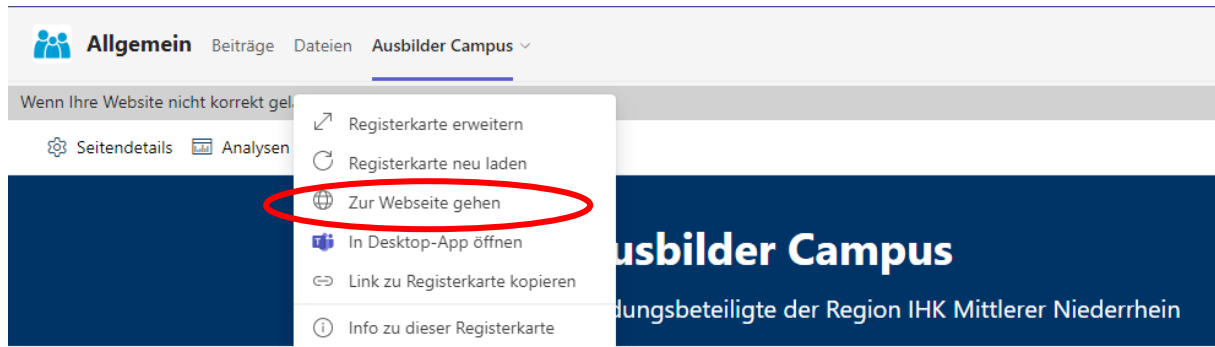 Allgemein Beiträge Dateien Ausbilder Campus
Wenn Ihre Website nicht korrekt
Seitendetails Analysen
Registerkarte erweitern
Registerkarte neu laden
Zur Webseite gehen
In Desktop-App öffnen
Link zu Registerkarte kopieren
Info zu dieser Registerkarte
usbilder Campus
dungsbeteiligte der Region IHK Mittlerer Niederrhein